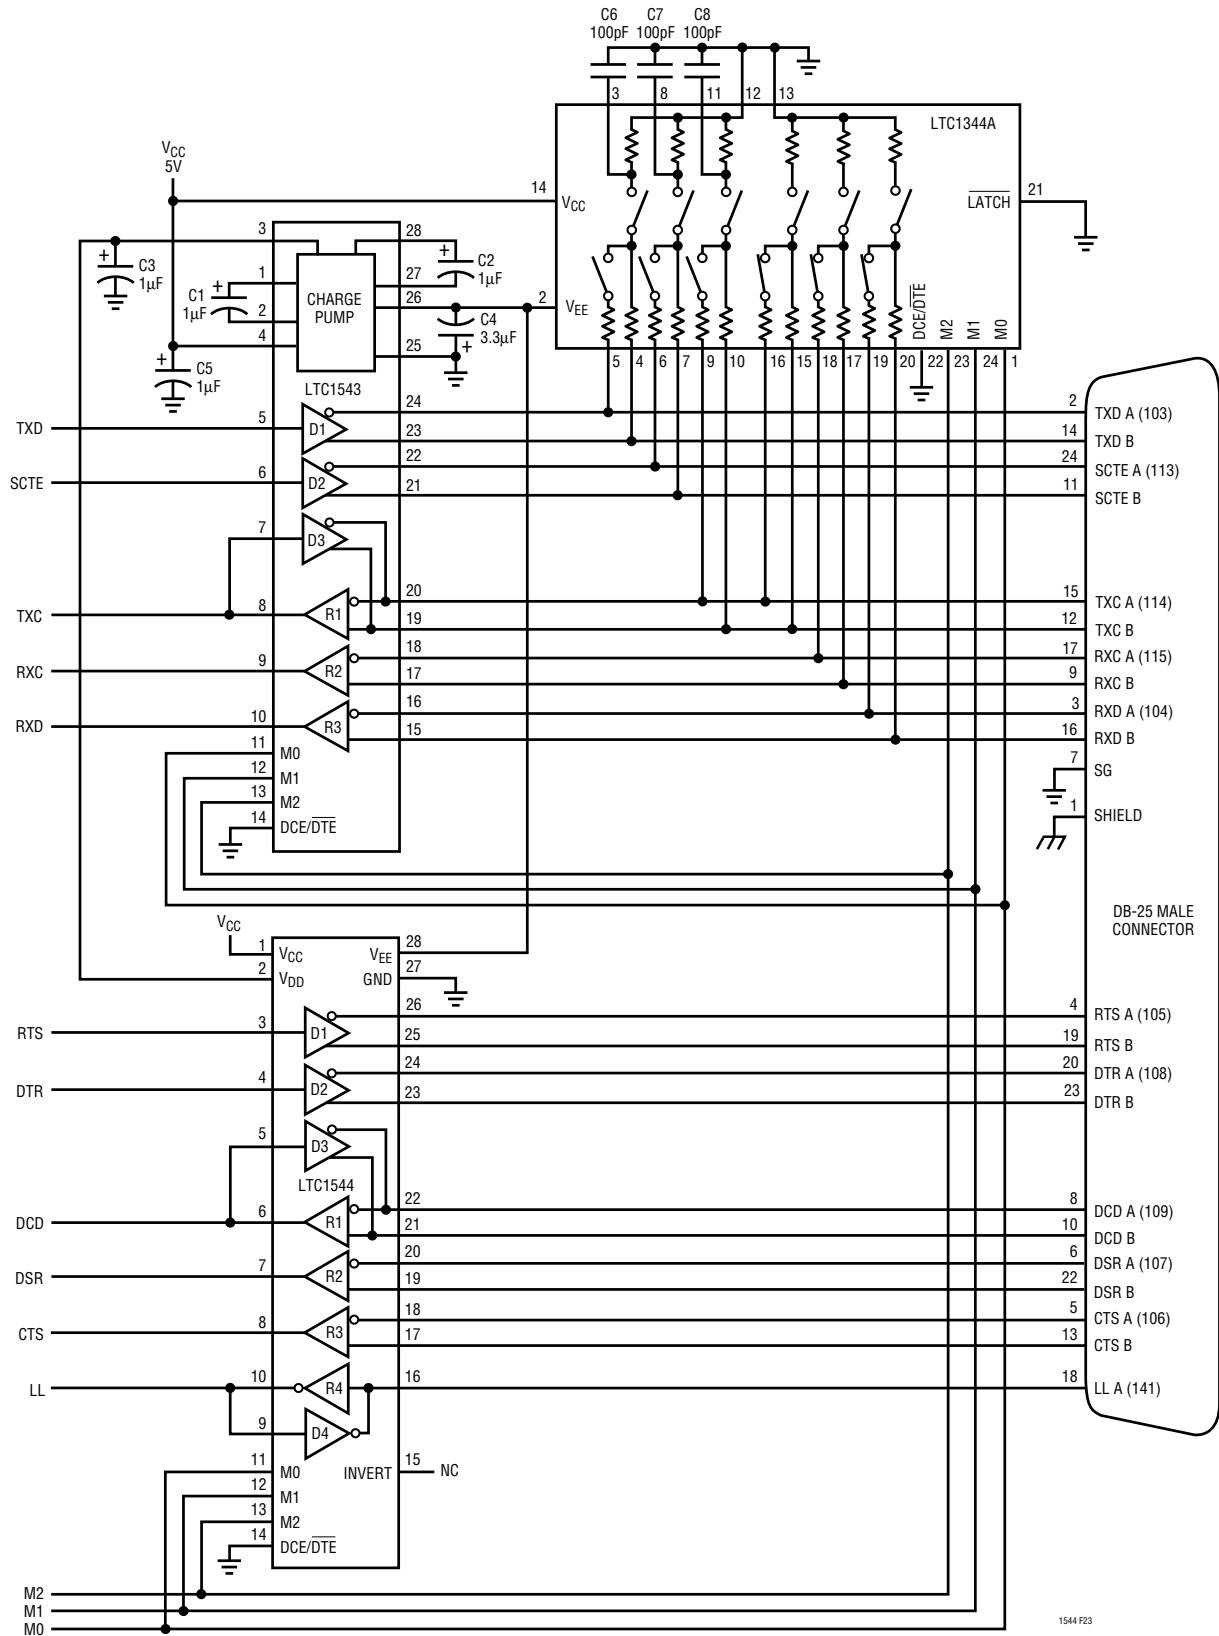 C6 C7 C8
100pF 100pF 100pF
3 8 11 12 13
LTC1344A
VCC
5V
14
VCC
LATCH
21
3
28
+
C3
1µF
+
C2
1µF
1
27
+
C1
1µF
CHARGE
PUMP
26
2
VEE
2
C4
3.3µF
+
DCE/DTE
M2
M1
M0
4
25
+
C5
1µF
5 4 6 7 9 10 16 15 18 17 19 20 22 23 24 1
LTC1543
24
2
TXD A (103)
TXD
5
D1
23
14
TXD B
22
24
SCTE A (113)
SCTE
6
D2
21
11
SCTE B
7
D3
20
15
TXC A (114)
TXC
8
R1
19
12
TXC B
18
17
RXC A (115)
RXC
9
R2
17
9
RXC B
16
3
RXD A (104)
RXD
10
R3
15
16
RXD B
11
M0
7
SG
12
M1
13
M2
1
SHIELD
14
DCE/DTE
DB-25 MALE
CONNECTOR
VCC
1
VCC
VEE
28
2
VDD
GND
27
26
4
RTS A (105)
RTS
3
D1
25
19
RTS B
24
20
DTR A (108)
DTR
4
D2
23
23
DTR B
5
D3
LTC1544
22
8
DCD A (109)
DCD
6
R1
21
10
DCD B
20
6
DSR A (107)
DSR
7
R2
19
22
DSR B
18
5
CTS A (106)
CTS
8
R3
17
13
CTS B
LL
10
R4
16
18
LL A (141)
9
D4
11
M0
INVERT
15
NC
12
M1
13
M2
14
DCE/DTE
M2
M1
M0
1544 F23